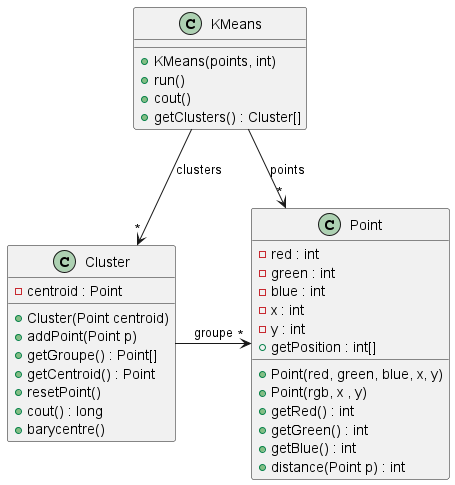 C KMeans
KMeans(points, int)
run()
cout()
getClusters() : Cluster[]
clusters
points
*
*
C Cluster
centroid : Point
Cluster(Point centroid)
addPoint(Point p)
getGroupe() : Point[]
getCentroid() : Point
resetPoint()
cout() : long
barycentre()
groupe *
C Point
red : int
green : int
blue : int
x : int
y : int
getPosition : int[]
Point(red, green, blue, x, y)
Point(rgb, x , y)
getRed() : int
getGreen() : int
getBlue() : int
distance(Point p) : int